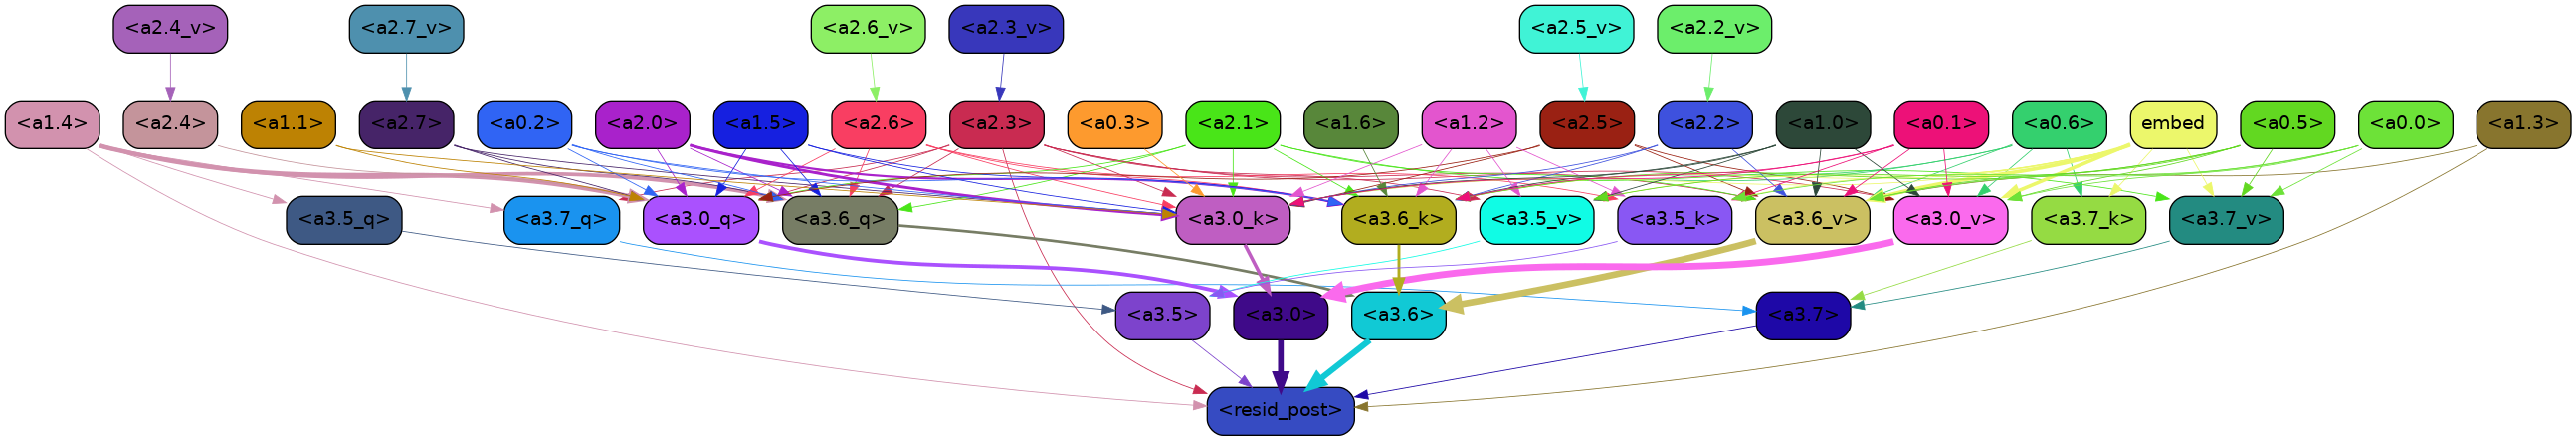 <a2.4_v> <a2.7_v> <a2.6_v> <a2.3_v> <a2.5_v> <a2.2_v>
<a1.4> <a2.4> <a1.1> <a2.7> <a0.2> <a2.0> <a1.5> <a2.6> <a2.3> <a0.3> <a2.1> <a1.6> <a1.2> <a2.5> <a2.2> <a1.0> <a0.1> <a0.6> embed <a0.5> <a0.0> <a1.3>
<a3.5_q> <a3.7_q> <a3.0_q> <a3.6_q> <a3.0_k> <a3.6_k> <a3.5_v> <a3.5_k> <a3.6_v> <a3.0_v> <a3.7_k> <a3.7_v>
<a3.5> <a3.0> <a3.6> <a3.7>
<resid_post>